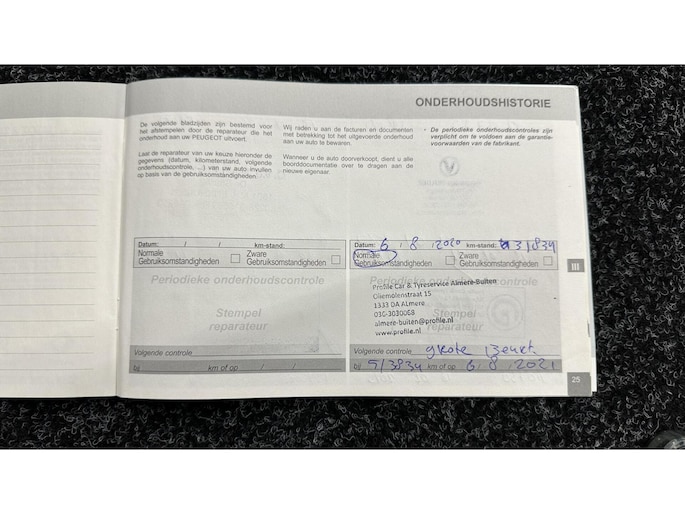 ONDERHOUDSHISTORIE
De volgende bladzijden zijn bestemd voor
het afstempelen door de reparateur die het
onderhoud aan uw PEUGEOT uitvoert.
Laat de reparateur van uw keuze hieronder de
gegevens (datum, kilometerstand, volgende
onderhoudscontrole, ...) van uw auto invullen
op basis van de gebruiksomstandigheden.
Wij raden u aan de facturen en documenten
met betrekking tot het uitgevoerde onderhoud
aan uw auto te bewaren.
Wanneer u de auto doorverkoopt, dient u alle
boorddocumentatie over te dragen aan de
nieuwe eigenaar.
• De periodieke onderhoudscontroles zijn
verplicht om te voldoen aan de garantie-
voorwaarden van de fabrikant.
Datum: / / km-stand:
Normale
Gebruiksomstandigheden
Zware
Gebruiksomstandigheden
Periodieke onderhoudscontrole
Stempel
reparateur
Volgende controle
bij km of op / /
Datum: 6 / 8 / 2020 km-stand: 31834
Normale
Gebruiksomstandigheden
Zware
Gebruiksomstandigheden
Profile Car & Tyreservice Almere-Buiten
Oliemolenstraat 15
1333 DA Almere
036-3030068
almere-buiten@profile.nl
www.profile.nl
Volgende controle grote Beurt
bij 51834 km of op 6 / 8 / 2021
III
25